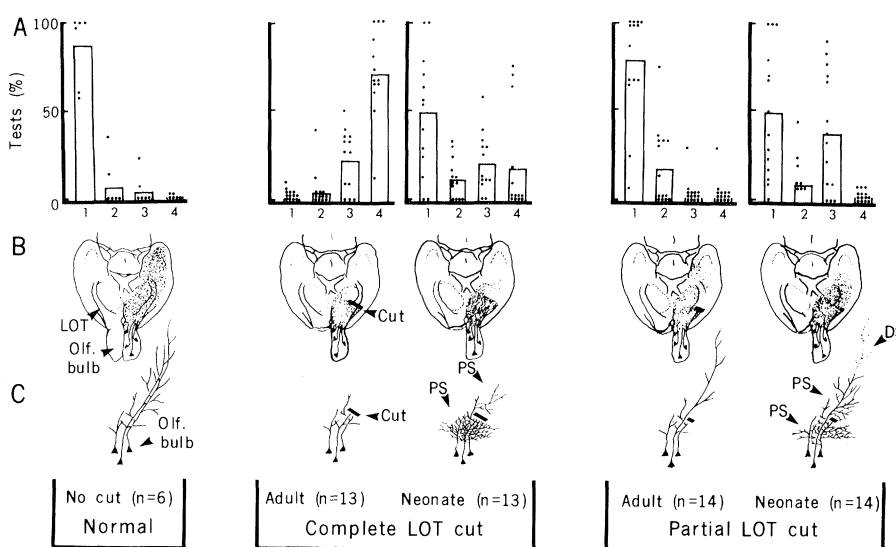 A
Tests (%)
100
50
0
1 2 3 4
1 2 3 4
1 2 3 4
1 2 3 4
1 2 3 4
B
LOT
Olf.
bulb
Cut
C
Olf.
bulb
Cut
PS
PS
PS
PS
No cut (n=6)
Normal
Adult (n=13)
Neonate (n=13)
Complete LOT cut
Adult (n=14)
Neonate (n=14)
Partial LOT cut